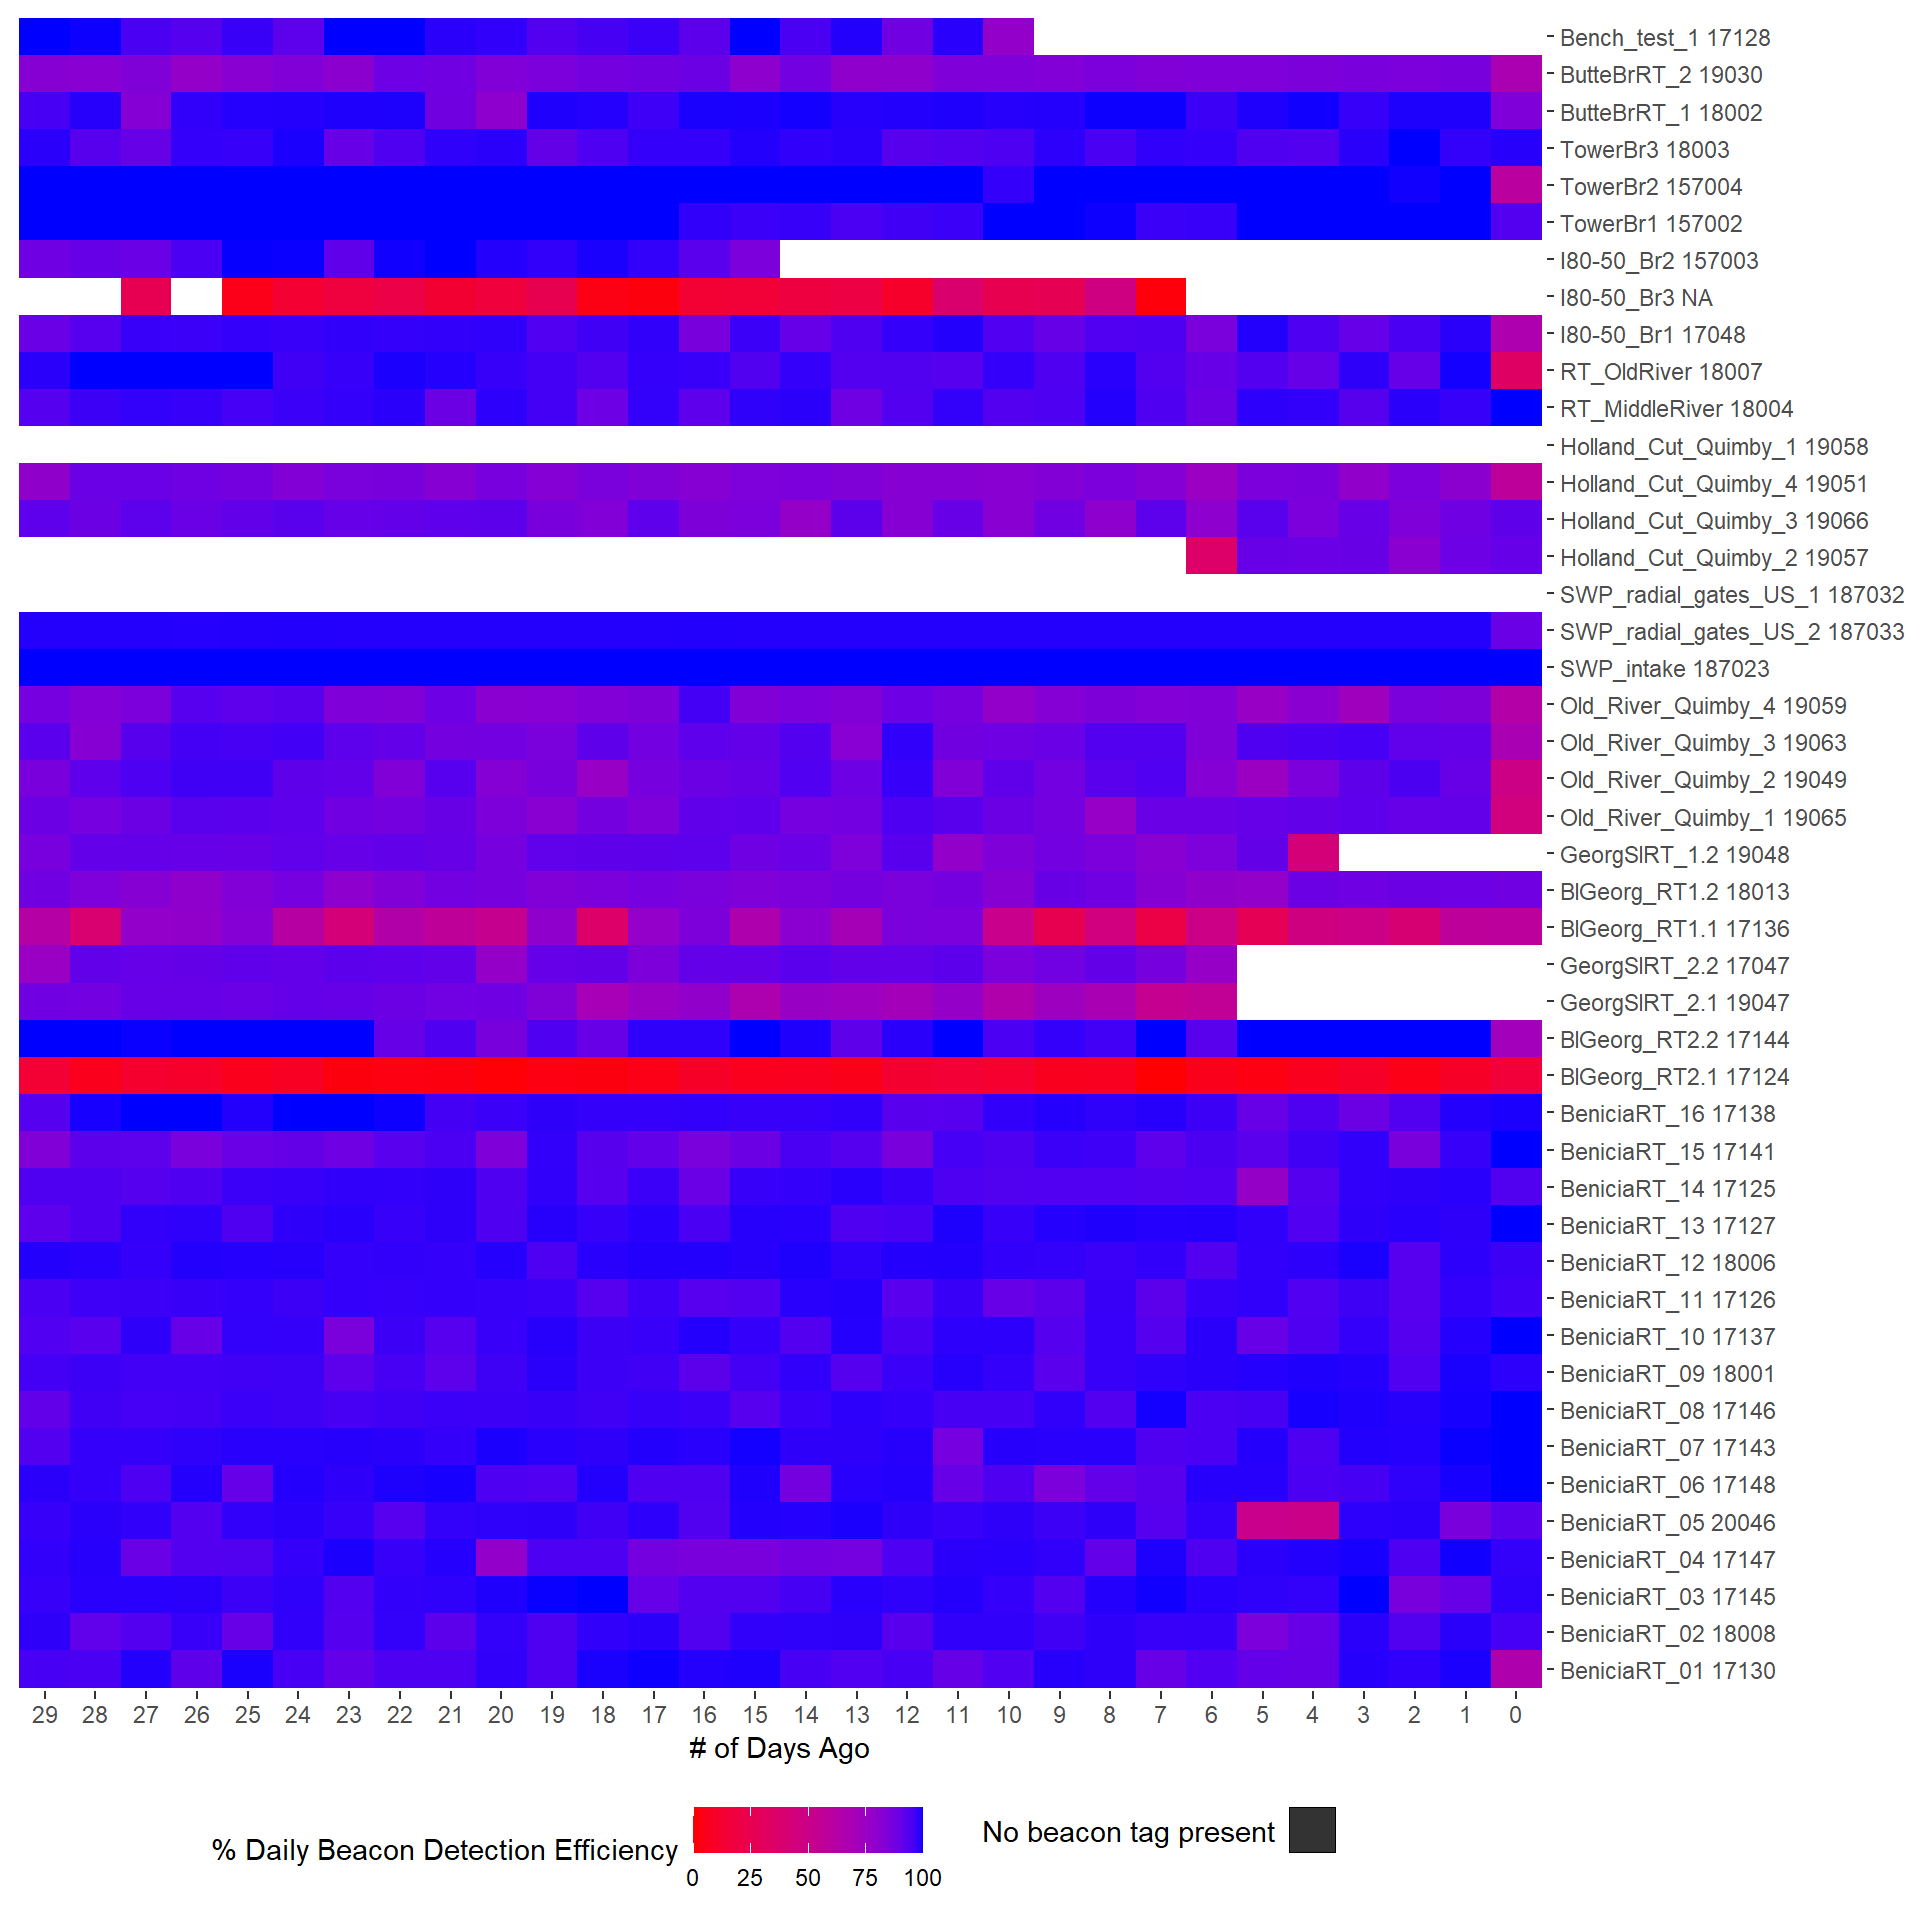 Bench_test_1 17128
ButteBrRT_2 19030
ButteBrRT_1 18002
TowerBr3 18003
TowerBr2 157004
TowerBr1 157002
I80-50_Br2 157003
I80-50_Br3 NA
I80-50_Br1 17048
RT_OldRiver 18007
RT_MiddleRiver 18004
Holland_Cut_Quimby_1 19058
Holland_Cut_Quimby_4 19051
Holland_Cut_Quimby_3 19066
Holland_Cut_Quimby_2 19057
SWP_radial_gates_US_1 187032
SWP_radial_gates_US_2 187033
SWP_intake 187023
Old_River_Quimby_4 19059
Old_River_Quimby_3 19063
Old_River_Quimby_2 19049
Old_River_Quimby_1 19065
GeorgSlRT_1.2 19048
BlGeorg_RT1.2 18013
BlGeorg_RT1.1 17136
GeorgSlRT_2.2 17047
GeorgSlRT_2.1 19047
BlGeorg_RT2.2 17144
BlGeorg_RT2.1 17124
BeniciaRT_16 17138
BeniciaRT_15 17141
BeniciaRT_14 17125
BeniciaRT_13 17127
BeniciaRT_12 18006
BeniciaRT_11 17126
BeniciaRT_10 17137
BeniciaRT_09 18001
BeniciaRT_08 17146
BeniciaRT_07 17143
BeniciaRT_06 17148
BeniciaRT_05 20046
BeniciaRT_04 17147
BeniciaRT_03 17145
BeniciaRT_02 18008
BeniciaRT_01 17130
29 28 27 26 25 24 23 22 21 20 19 18 17 16 15 14 13 12 11 10 9 8 7 6 5 4 3 2 1 0
# of Days Ago
% Daily Beacon Detection Efficiency
0 25 50 75 100
No beacon tag present